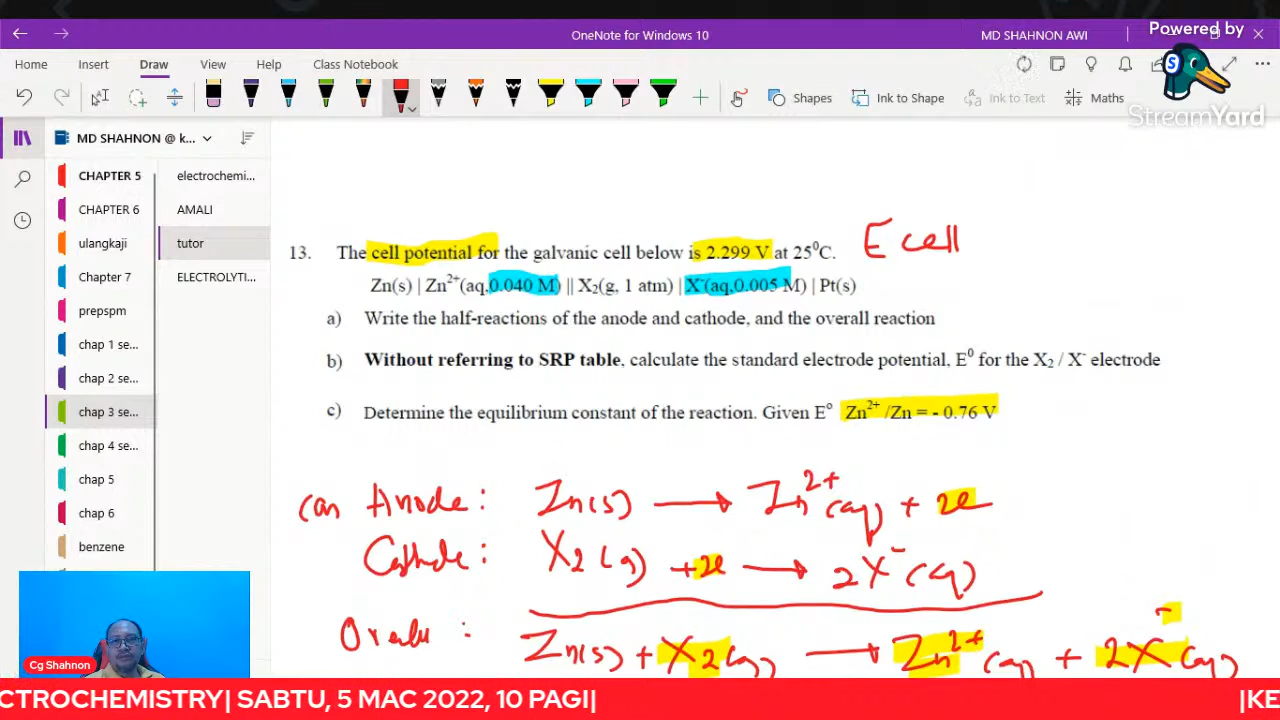 OneNote for Windows 10
MD SHAHNON AWI
Powered by
StreamYard
Home Insert Draw View Help Class Notebook
Shapes Ink to Shape Ink to Text Maths
MD SHAHNON @ k...
CHAPTER 5
CHAPTER 6
ulangkaji
Chapter 7
prepspm
chap 1 se...
chap 2 se...
chap 3 se...
chap 4 se...
chap 5
chap 6
benzene
electrochemi...
AMALI
tutor
ELECTROLYTI...
13. The cell potential for the galvanic cell below is 2.299 V at 25⁰C.
E cell
Zn(s) | Zn²⁺(aq,0.040 M) || X₂(g, 1 atm) | X⁻(aq,0.005 M) | Pt(s)
a) Write the half-reactions of the anode and cathode, and the overall reaction
b) Without referring to SRP table, calculate the standard electrode potential, E⁰ for the X₂ / X⁻ electrode
c) Determine the equilibrium constant of the reaction. Given E° Zn²⁺ /Zn = - 0.76 V
Anode : Zn(s) ⟶ Zn²⁺(aq) + 2e
Cathode : X₂(g) + 2e ⟶ 2X⁻(aq)
: Zn(s) + X₂(g) ⟶ Zn²⁺(aq) + 2X⁻(aq)
Cg Shahnon
CTROCHEMISTRY| SABTU, 5 MAC 2022, 10 PAGI| |KE